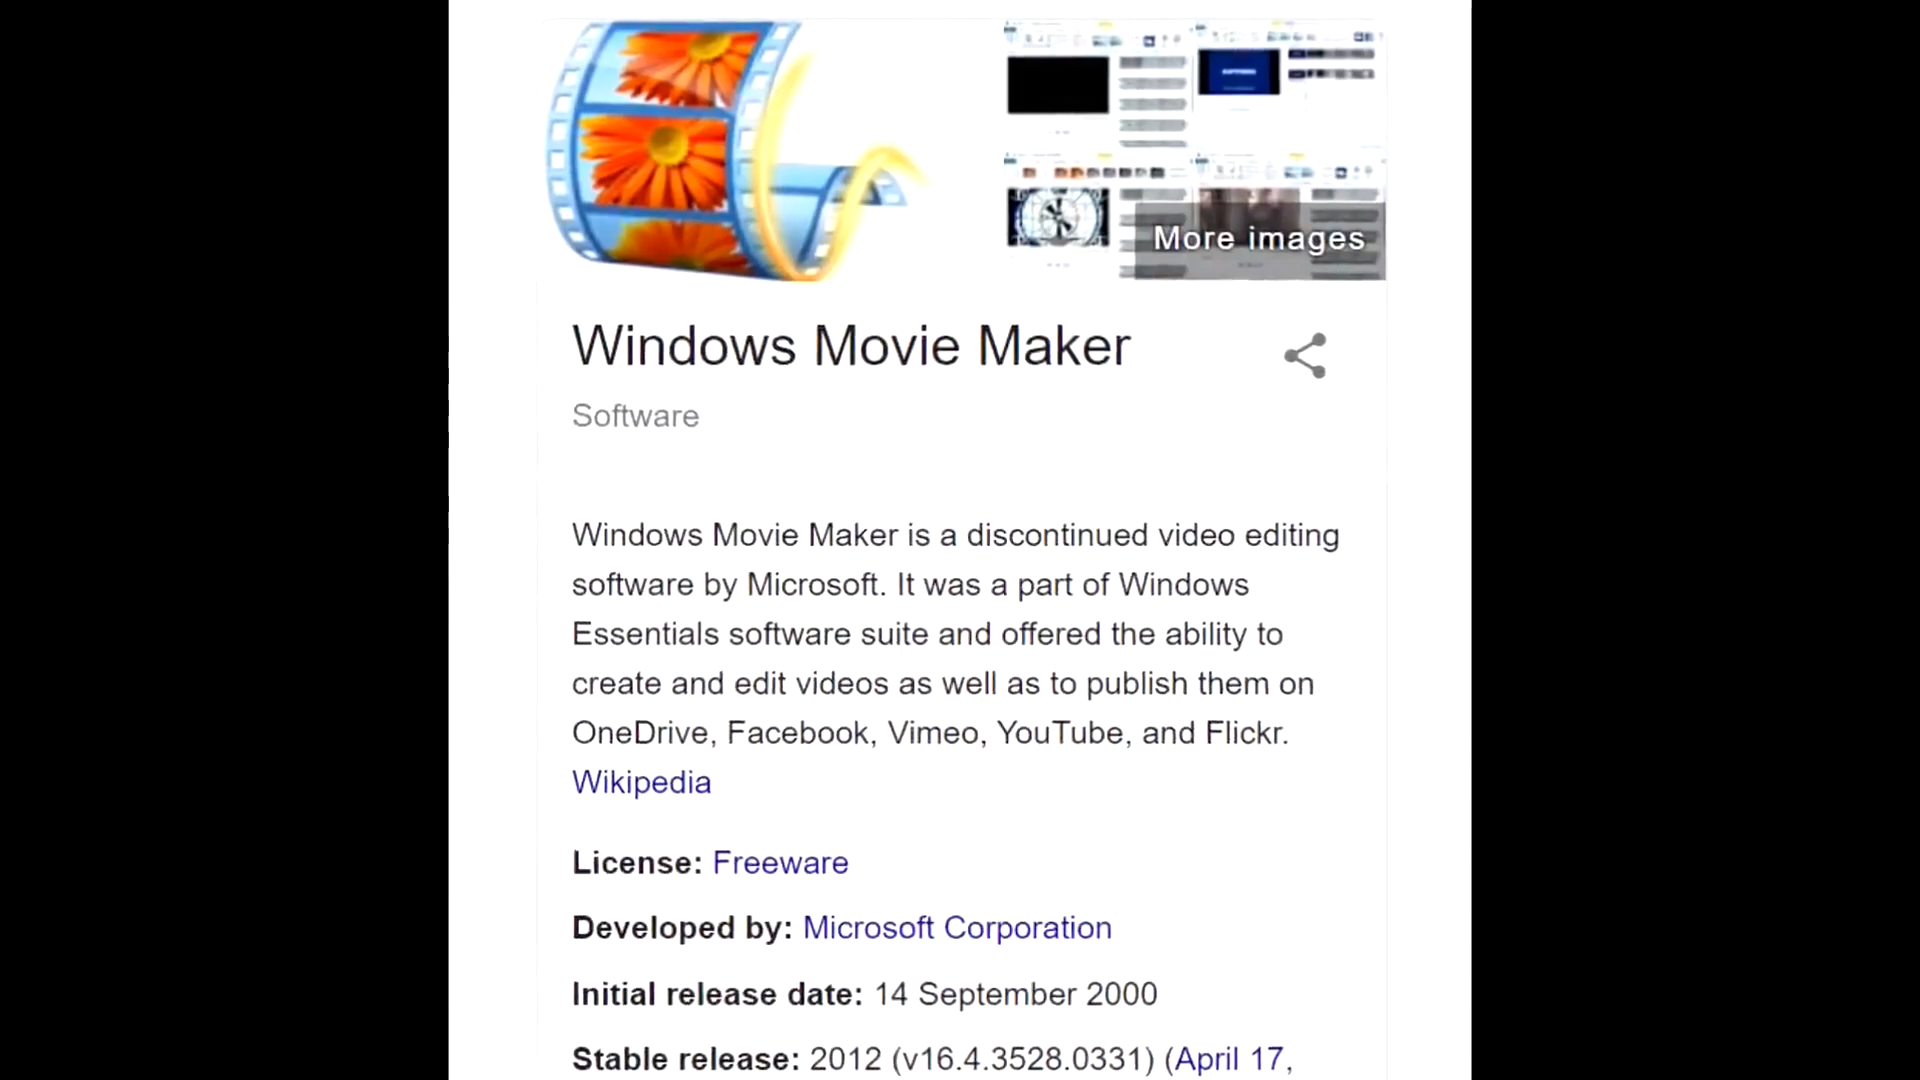 More images
Windows Movie Maker
Software
Windows Movie Maker is a discontinued video editing
software by Microsoft. It was a part of Windows
Essentials software suite and offered the ability to
create and edit videos as well as to publish them on
OneDrive, Facebook, Vimeo, YouTube, and Flickr.
Wikipedia
License: Freeware
Developed by: Microsoft Corporation
Initial release date: 14 September 2000
Stable release: 2012 (v16.4.3528.0331) (April 17,